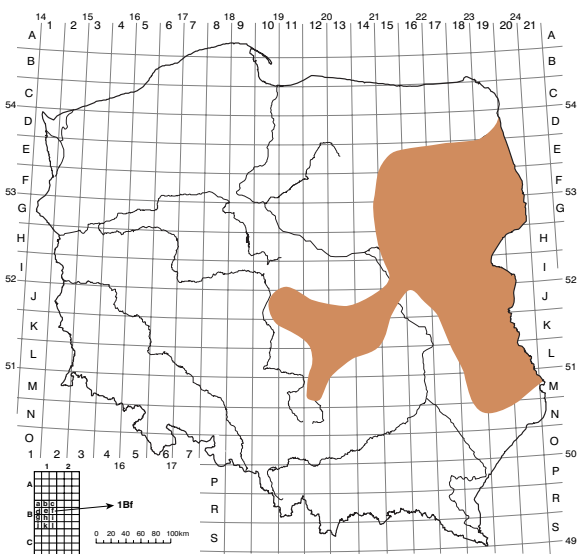 14 15 16 17 18 19 20 21 22 23 24
1 2 3 4 5 6 7 8 9 10 11 12 13 14 15 16 17 18 19 20 21
A A
B B
C C
54 54
D D
E E
F F
53 53
G G
H H
I I
52 52
J J
K K
L L
51 51
M M
N N
O O
1 2 3 4 5 6 7 50
15 16 17
P P
R R
S S
49
1 2
A
B
C
a b c
d e f
g h i
j k l
1Bf
0 20 40 60 80 100km